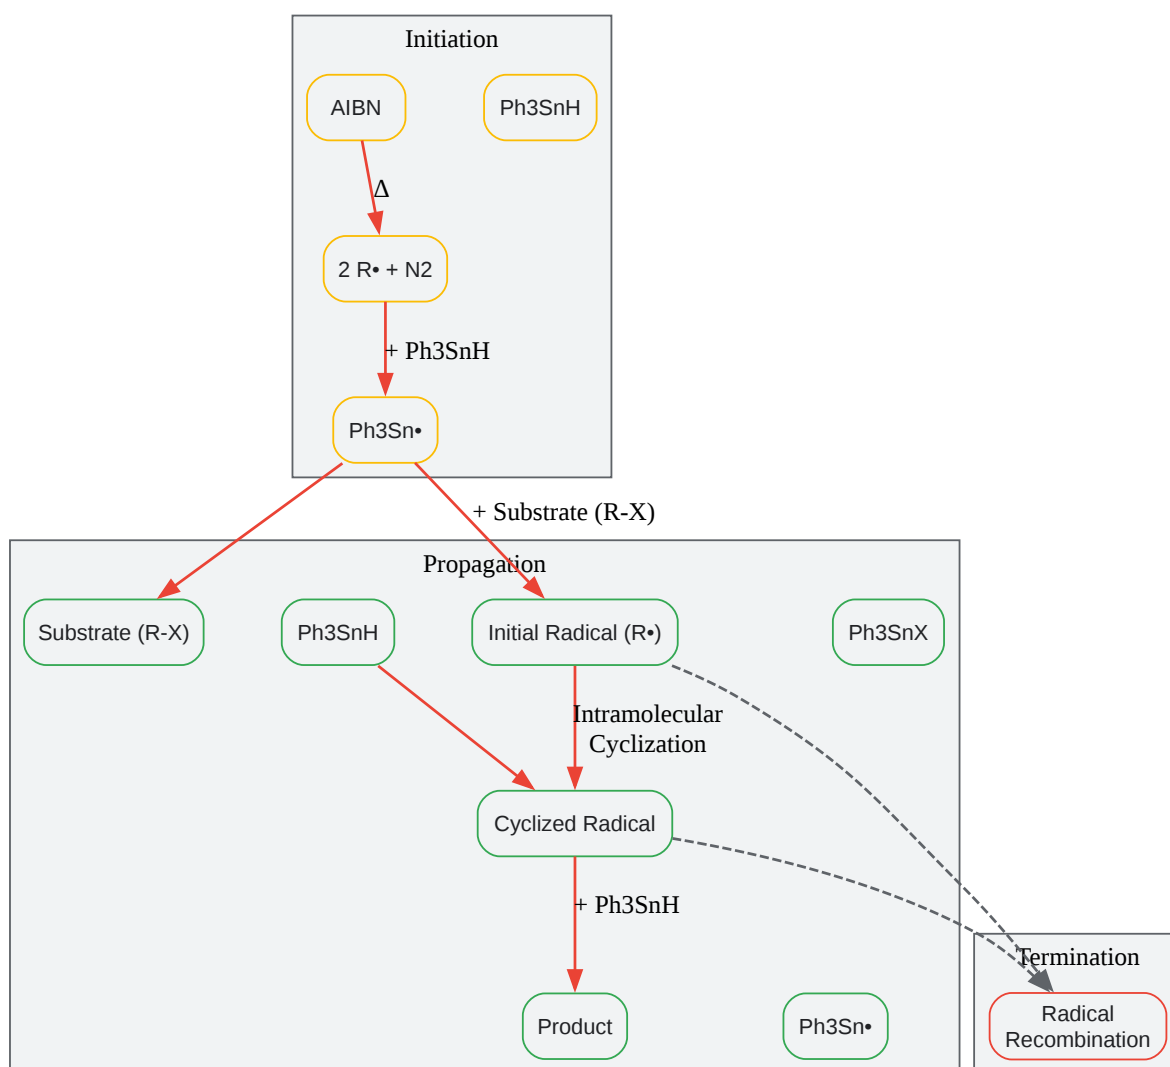 Initiation
AIBN
Ph3SnH
Δ
2 R• + N2
+ Ph3SnH
Ph3Sn•
+ Substrate (R-X)
Propagation
Substrate (R-X)
Ph3SnH
Initial Radical (R•)
Ph3SnX
Intramolecular
Cyclization
Cyclized Radical
+ Ph3SnH
Termination
Product
Ph3Sn•
Radical
Recombination